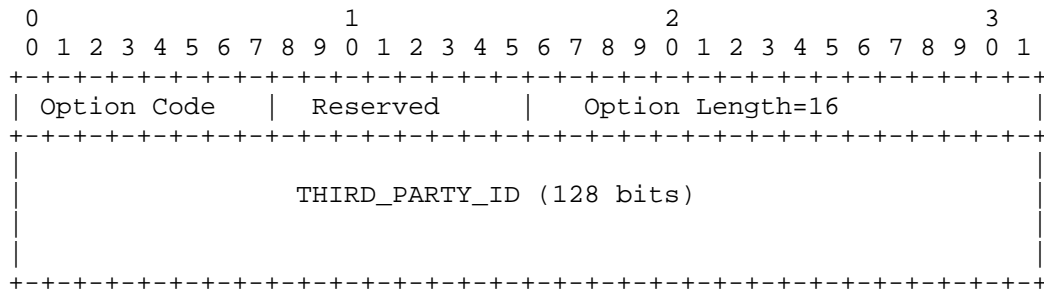 0                   1                   2                   3
 0 1 2 3 4 5 6 7 8 9 0 1 2 3 4 5 6 7 8 9 0 1 2 3 4 5 6 7 8 9 0 1
+-+-+-+-+-+-+-+-+-+-+-+-+-+-+-+-+-+-+-+-+-+-+-+-+-+-+-+-+-+-+-+-+
| Option Code   |  Reserved     |   Option Length=16            |
+-+-+-+-+-+-+-+-+-+-+-+-+-+-+-+-+-+-+-+-+-+-+-+-+-+-+-+-+-+-+-+-+
|                                                               |
|                 THIRD_PARTY_ID (128 bits)                     |
|                                                               |
|                                                               |
+-+-+-+-+-+-+-+-+-+-+-+-+-+-+-+-+-+-+-+-+-+-+-+-+-+-+-+-+-+-+-+-+